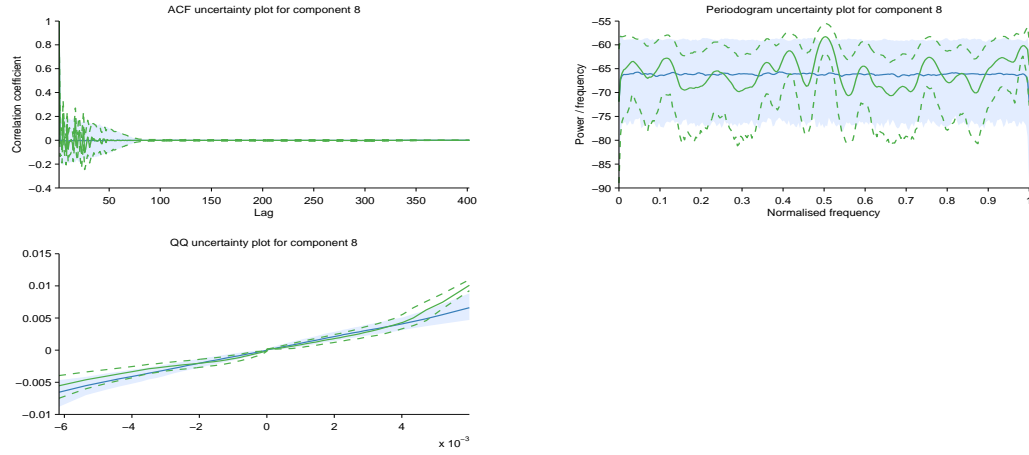 ACF uncertainty plot for component 8
1
0.8
0.6
0.4
0.2
0
−0.2
−0.4
Correlation coefficient
50 100 150 200 250 300 350 400
Lag
Periodogram uncertainty plot for component 8
−55
−60
−65
−70
−75
−80
−85
−90
Power / frequency
0 0.1 0.2 0.3 0.4 0.5 0.6 0.7 0.8 0.9 1
Normalised frequency
QQ uncertainty plot for component 8
0.015
0.01
0.005
0
−0.005
−0.01
−6 −4 −2 0 2 4
x 10⁻³